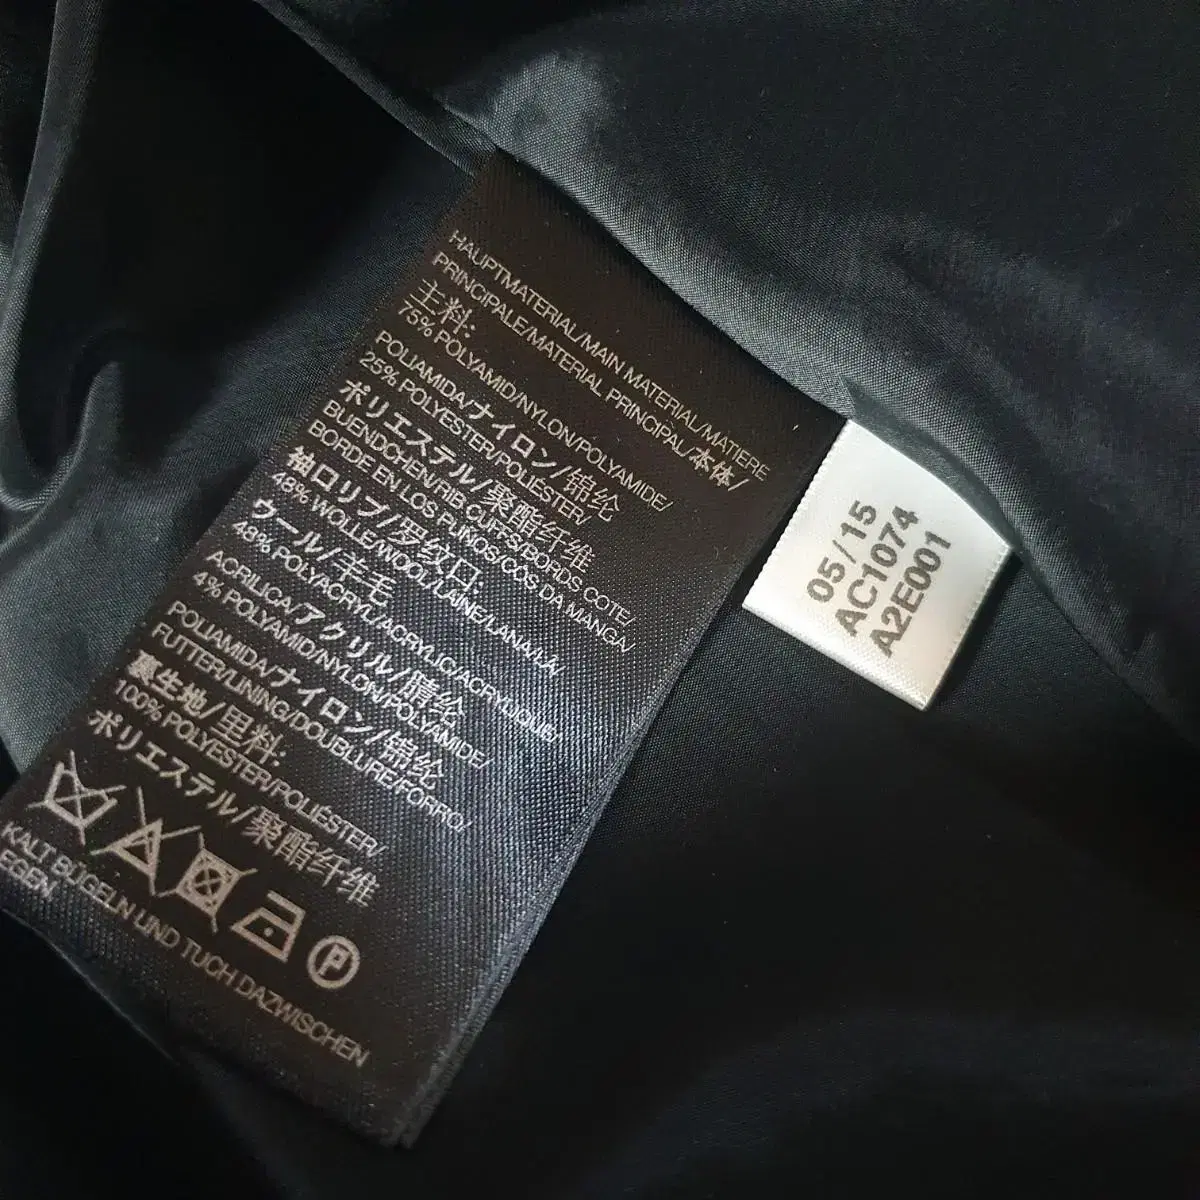 HAUPTMATERIAL/MAIN MATERIAL/MATIERE
PRINCIPALE/MATERIAL PRINCIPAL/本体/
主料:
75% POLYAMID/NYLON/POLYAMIDE/
POLIAMIDA/ナイロン/锦纶
25% POLYESTER/POLIÉSTER/
ポリエステル/聚酯纤维
BUENDCHEN/RIB CUFFS/BORDS COTE/
BORDE EN LOS PUNOS/CÓS DA MANGA/
袖口リブ/罗纹口:
48% WOLLE/WOOL/LAINE/LANA/LÃ/
ウール/羊毛
48% POLYACRYL/ACRYLIC/ACRYLIQUE/
ACRILICA/アクリル/腈纶
4% POLYAMID/NYLON/POLYAMIDE/
POLIAMIDA/ナイロン/锦纶
FUTTER/LINING/DOUBLURE/FORRO/
裏生地/里料:
100% POLYESTER/POLIÉSTER/
ポリエステル/聚酯纤维
P
KALT BÜGELN UND TUCH DAZWISCHEN
EGEN
05/15
AC1074
A2E001